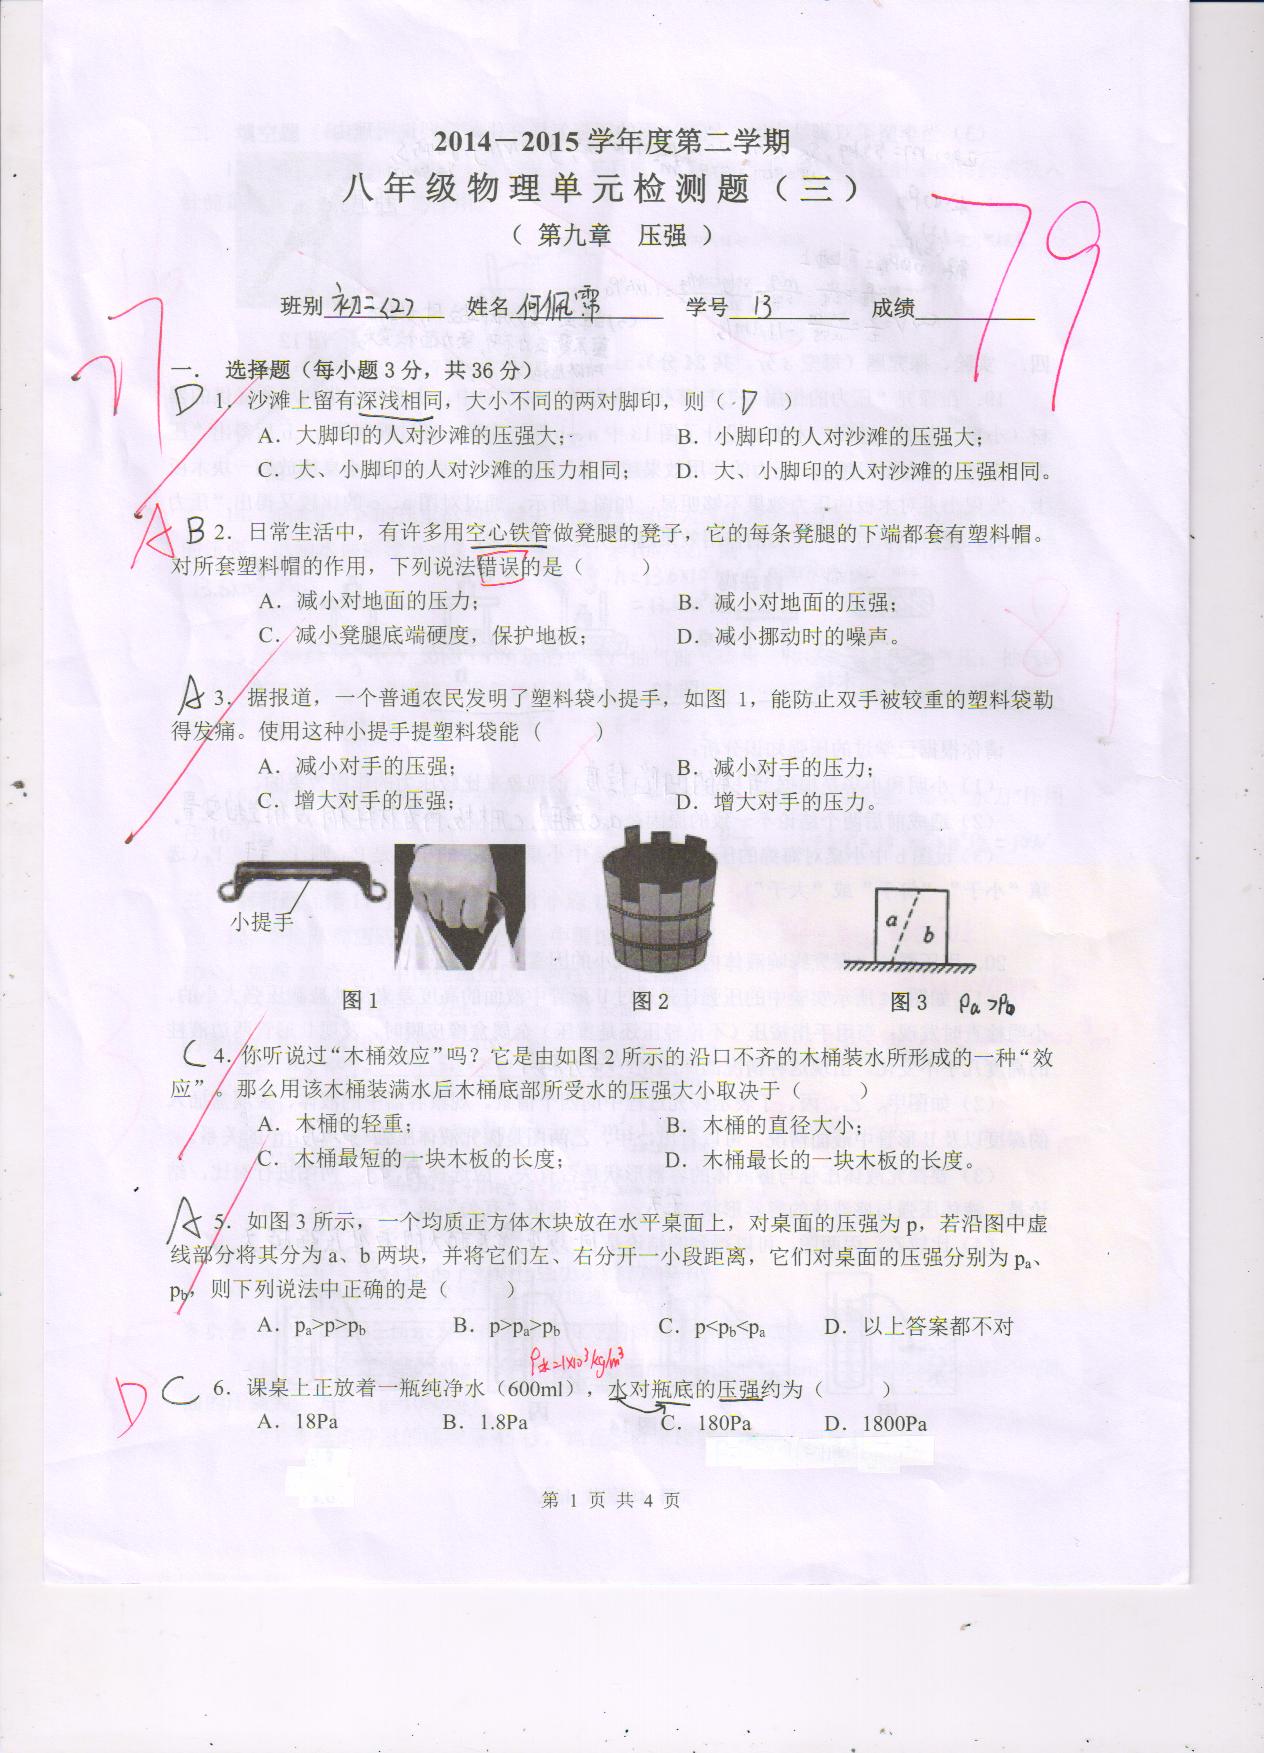 2014－2015学年度第二学期
八年级物理单元检测题（三）
（ 第九章　压强 ）
79
班别 初二(2) 姓名 何佩霈 学号 13 成绩
一．　选择题（每小题3分，共36分）
D 1．沙滩上留有深浅相同，大小不同的两对脚印，则（ D ）
A．大脚印的人对沙滩的压强大； B．小脚印的人对沙滩的压强大；
C．大、小脚印的人对沙滩的压力相同； D．大、小脚印的人对沙滩的压强相同。
A B 2．日常生活中，有许多用空心铁管做凳腿的凳子，它的每条凳腿的下端都套有塑料帽。
对所套塑料帽的作用，下列说法错误的是（　　）
A．减小对地面的压力； B．减小对地面的压强；
C．减小凳腿底端硬度，保护地板； D．减小挪动时的噪声。
A 3．据报道，一个普通农民发明了塑料袋小提手，如图 1，能防止双手被较重的塑料袋勒
得发痛。使用这种小提手提塑料袋能（　　）
A．减小对手的压强； B．减小对手的压力；
C．增大对手的压强； D．增大对手的压力。
小提手
a b
图1 图2 图3 Pa>Pb
C 4．你听说过“木桶效应”吗？它是由如图2所示的沿口不齐的木桶装水所形成的一种“效
应”。那么用该木桶装满水后木桶底部所受水的压强大小取决于（　　）
A．木桶的轻重； B．木桶的直径大小；
C．木桶最短的一块木板的长度； D．木桶最长的一块木板的长度。
A 5．如图3所示，一个均质正方体木块放在水平桌面上，对桌面的压强为p，若沿图中虚
线部分将其分为a、b两块，并将它们左、右分开一小段距离，它们对桌面的压强分别为pa、
pb，则下列说法中正确的是（　　）
A．pa>p>pb B．p>pa>pb C．p<pb<pa D．以上答案都不对
ρ水=1×10³kg/m³
D C 6．课桌上正放着一瓶纯净水（600ml），水对瓶底的压强约为（　　）
A．18Pa B．1.8Pa C．180Pa D．1800Pa
第 1 页 共 4 页